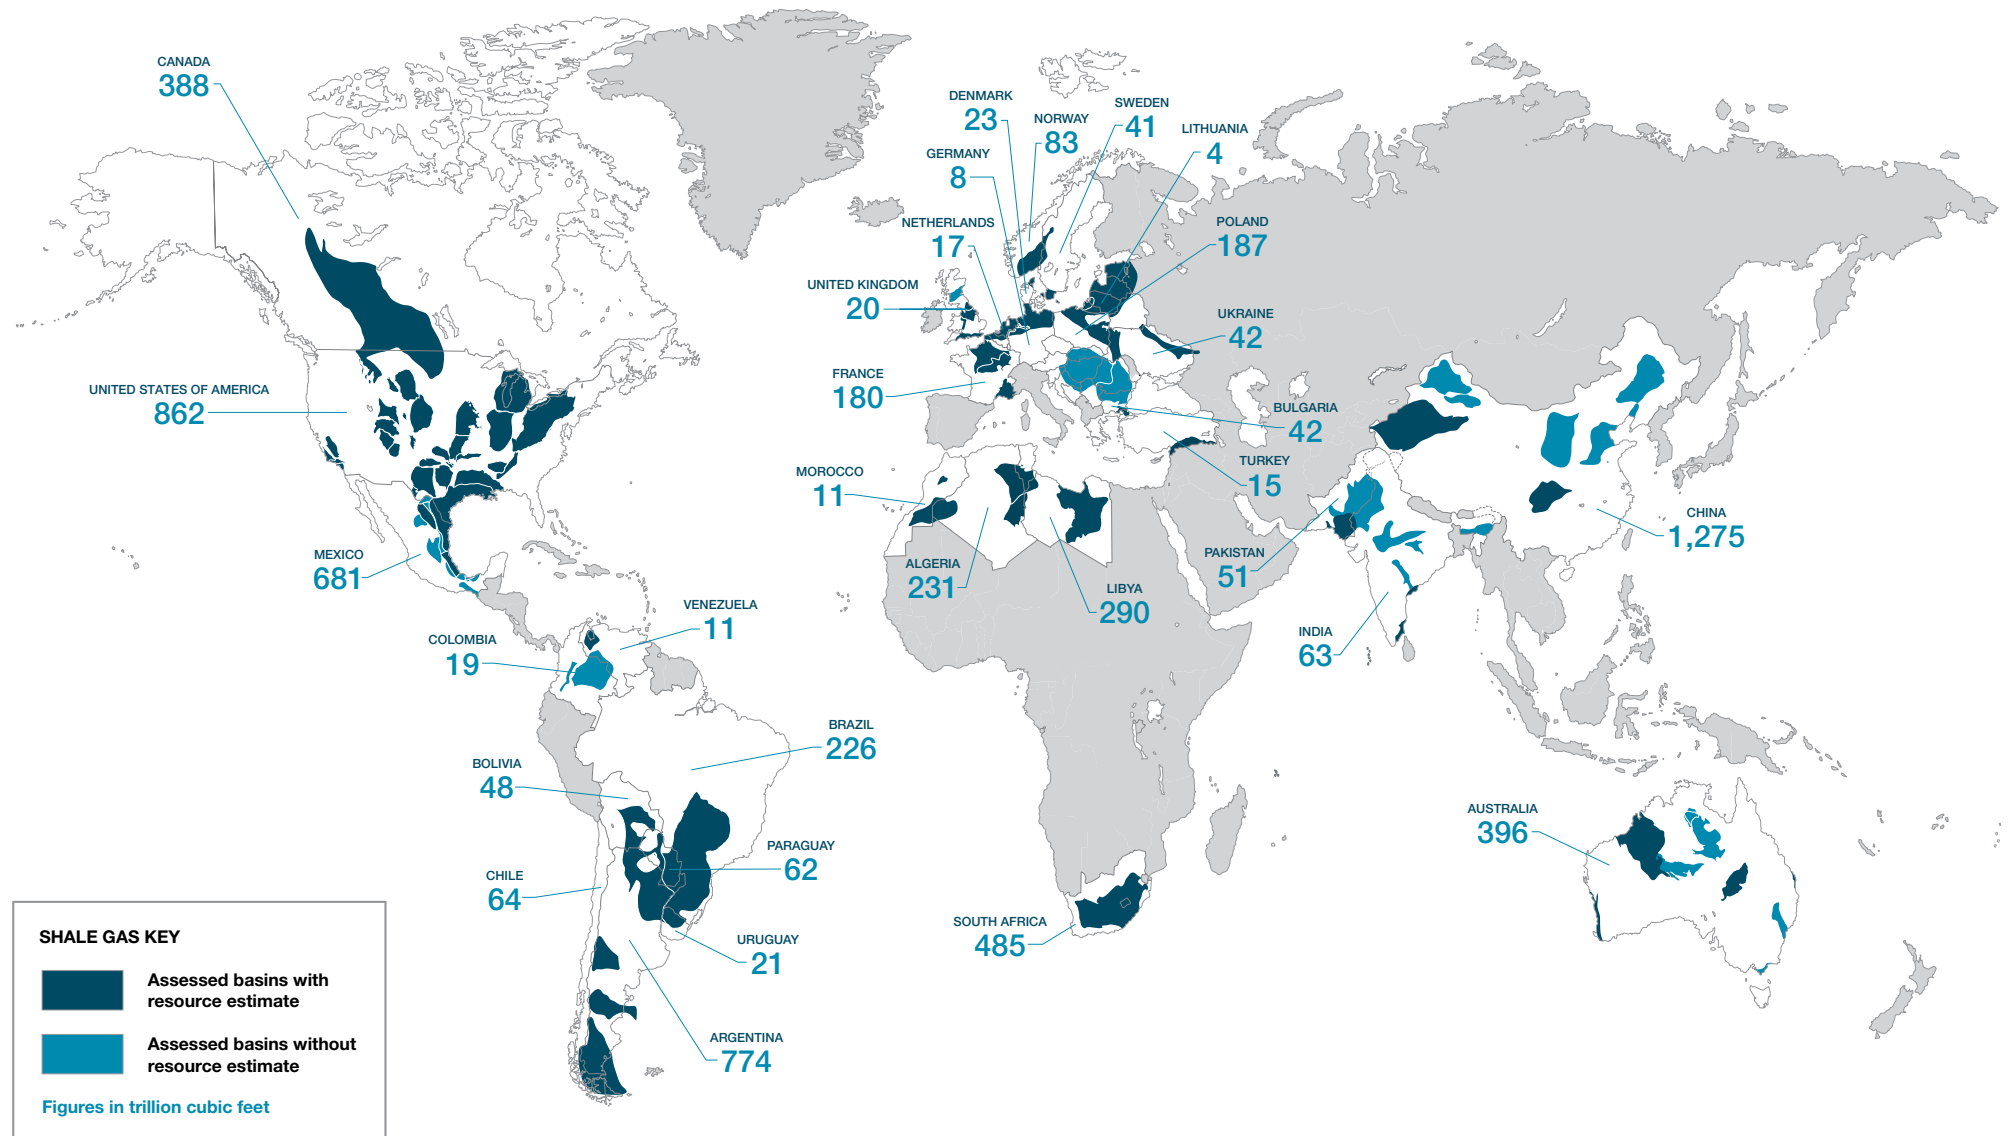 CANADA
388
UNITED STATES OF AMERICA
862
MEXICO
681
COLOMBIA
19
VENEZUELA
11
BRAZIL
226
BOLIVIA
48
PARAGUAY
62
CHILE
64
URUGUAY
21
ARGENTINA
774
DENMARK
23
NORWAY
83
SWEDEN
41
LITHUANIA
4
GERMANY
8
NETHERLANDS
17
POLAND
187
UNITED KINGDOM
20
UKRAINE
42
FRANCE
180
BULGARIA
42
TURKEY
15
MOROCCO
11
ALGERIA
231
LIBYA
290
PAKISTAN
51
INDIA
63
CHINA
1,275
SOUTH AFRICA
485
AUSTRALIA
396
SHALE GAS KEY
Assessed basins with
resource estimate
Assessed basins without
resource estimate
Figures in trillion cubic feet